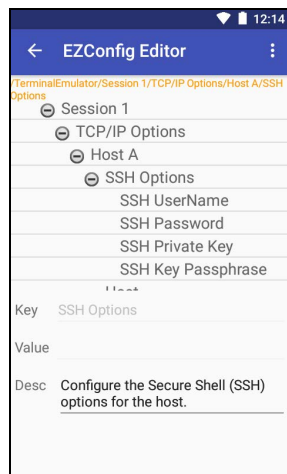 12:14
EZConfig Editor
/TerminalEmulator/Session 1/TCP/IP Options/Host A/SSH
Options
Session 1
TCP/IP Options
Host A
SSH Options
SSH UserName
SSH Password
SSH Private Key
SSH Key Passphrase
Host
Key SSH Options
Value
Desc Configure the Secure Shell (SSH)
options for the host.